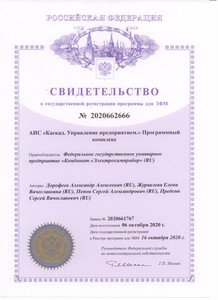 РОССИЙСКАЯ ФЕДЕРАЦИЯ
СВИДЕТЕЛЬСТВО
о государственной регистрации программы для ЭВМ
№ 2020662666
АИС «Каскад. Управление предприятием.» Программный
комплекс
Правообладатель: Федеральное государственное унитарное
предприятие «Комбинат «Электрохимприбор» (RU)
Авторы: Дорофеев Александр Алексеевич (RU), Журавлева Елена
Вячеславовна (RU), Попов Сергей Александрович (RU),
Сергей Вячеславович (RU)
Заявка № 2020661767
Дата поступления 06 октября 2020 г.
Дата государственной регистрации
в Реестре программ для ЭВМ 16 октября 2020 г.
Руководитель Федеральной службы
по интеллектуальной собственности
Г.П. Ивлиев